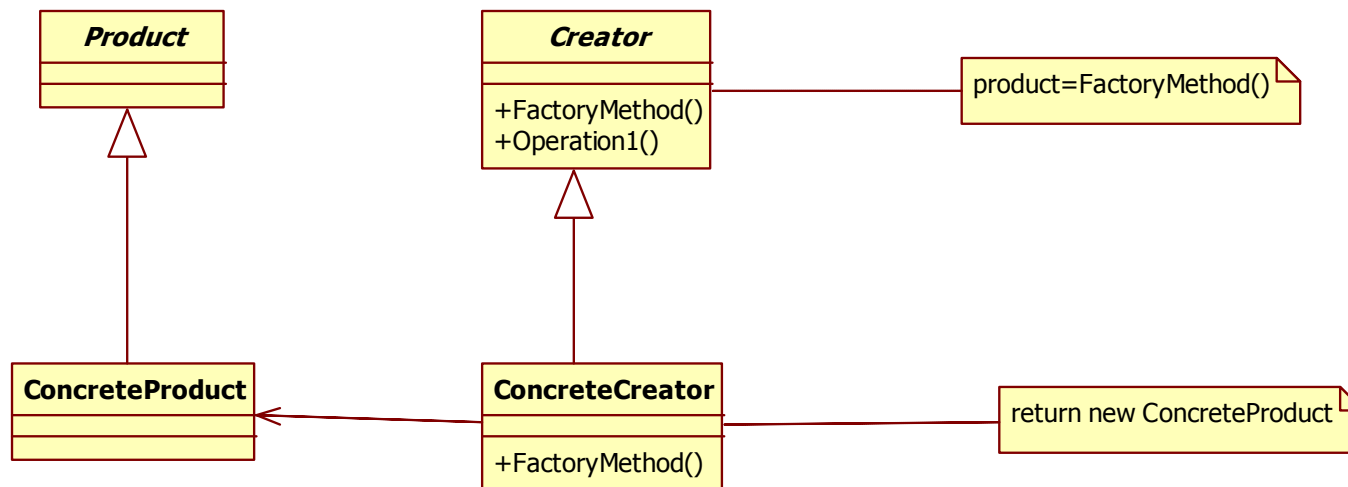 Product
Creator
+FactoryMethod()
+Operation1()
product=FactoryMethod()
ConcreteProduct
ConcreteCreator
+FactoryMethod()
return new ConcreteProduct